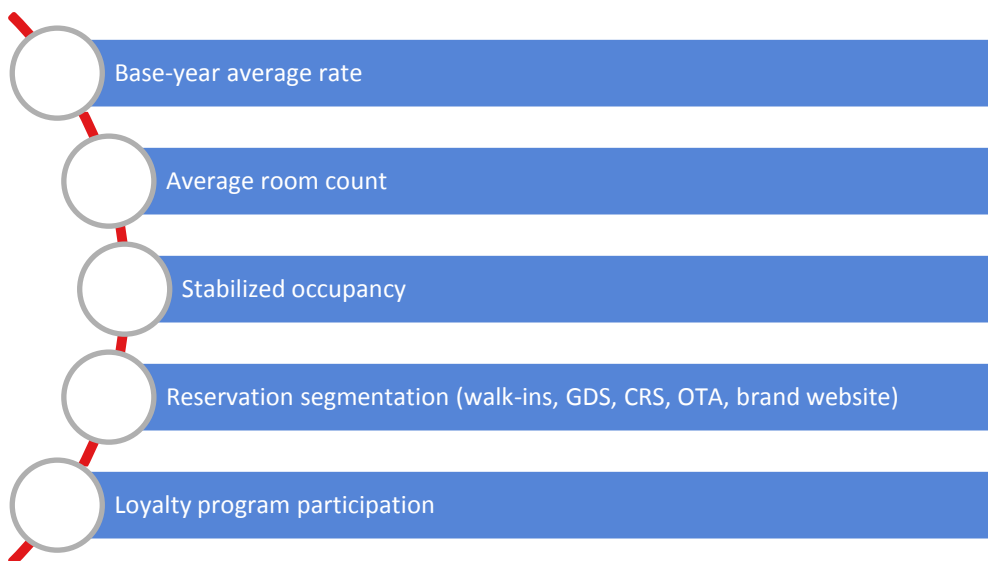 Base-year average rate
Average room count
Stabilized occupancy
Reservation segmentation (walk-ins, GDS, CRS, OTA, brand website)
Loyalty program participation